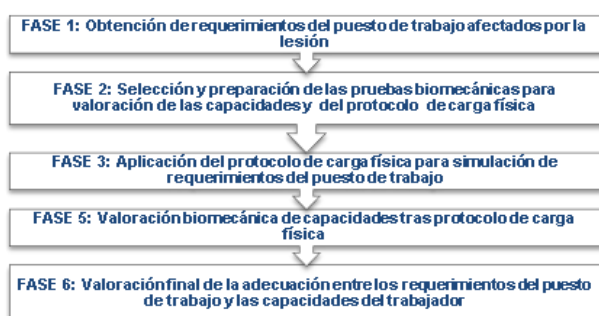 FASE 1: Obtención de requerimientos del puesto de trabajo afectados por la
lesión
FASE 2: Selección y preparación de las pruebas biomecánicas para
valoración de las capacidades y del protocolo de carga física
FASE 3: Aplicación del protocolo de carga física para simulación de
requerimientos del puesto de trabajo
FASE 5: Valoración biomecánica de capacidades tras protocolo de carga
física
FASE 6: Valoración final de la adecuación entre los requerimientos del puesto
de trabajo y las capacidades del trabajador